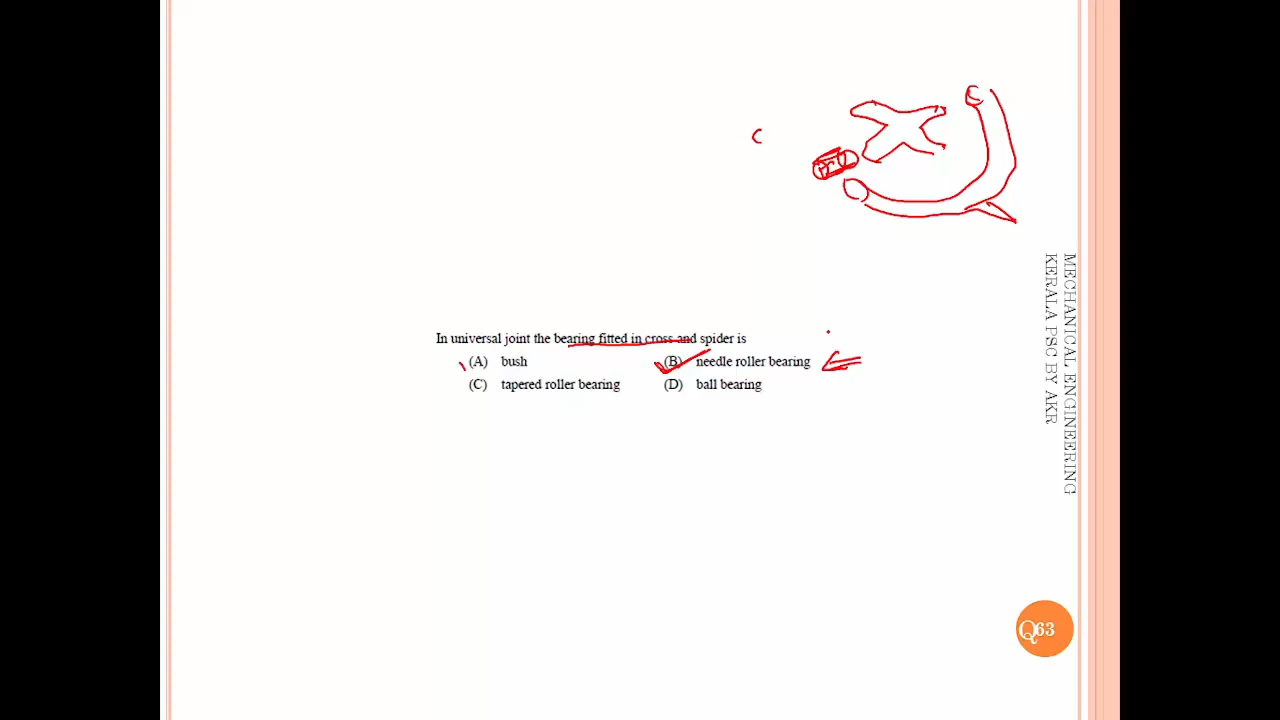 In universal joint the bearing fitted in cross and spider is
(A) bush (B) needle roller bearing
(C) tapered roller bearing (D) ball bearing
MECHANICAL ENGINEERING
KERALA PSC BY AKR
Q63